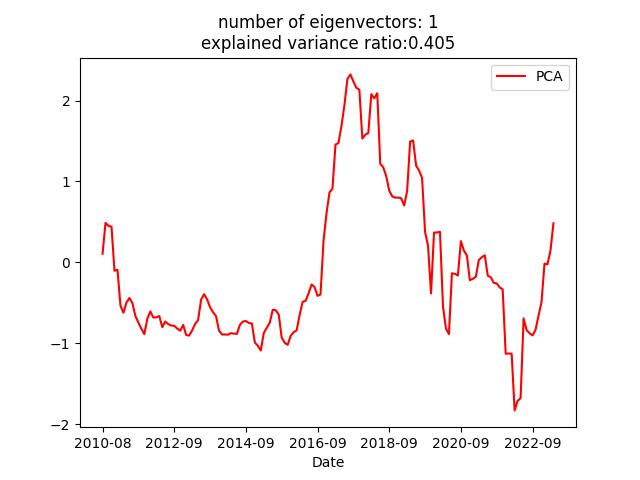 number of eigenvectors: 1
explained variance ratio:0.405
PCA
2
1
0
−1
−2
2010-08 2012-09 2014-09 2016-09 2018-09 2020-09 2022-09
Date